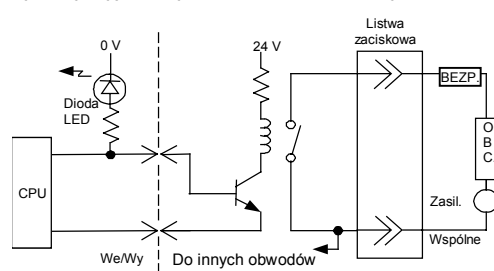 Listwa
zaciskowa
0 V
24 V
BEZP.
Dioda
LED
O
B
C.
CPU
Zasil.
Wspólne
We/Wy
Do innych obwodów